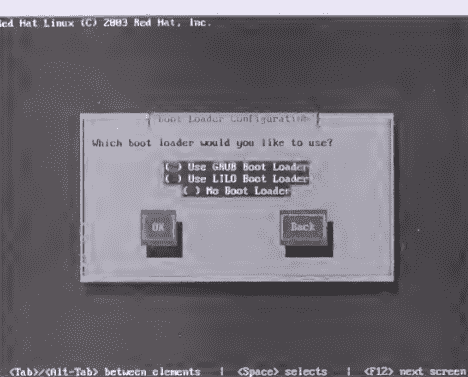 Red Hat Linux (C) 2003 Red Hat, Inc.
Boot Loader Configuration
Which boot loader would you like to use?
( ) Use GRUB Boot Loader
( ) Use LILO Boot Loader
( ) No Boot Loader
OK
Back
<Tab>/<Alt-Tab> between elements | <Space> selects | <F12> next screen